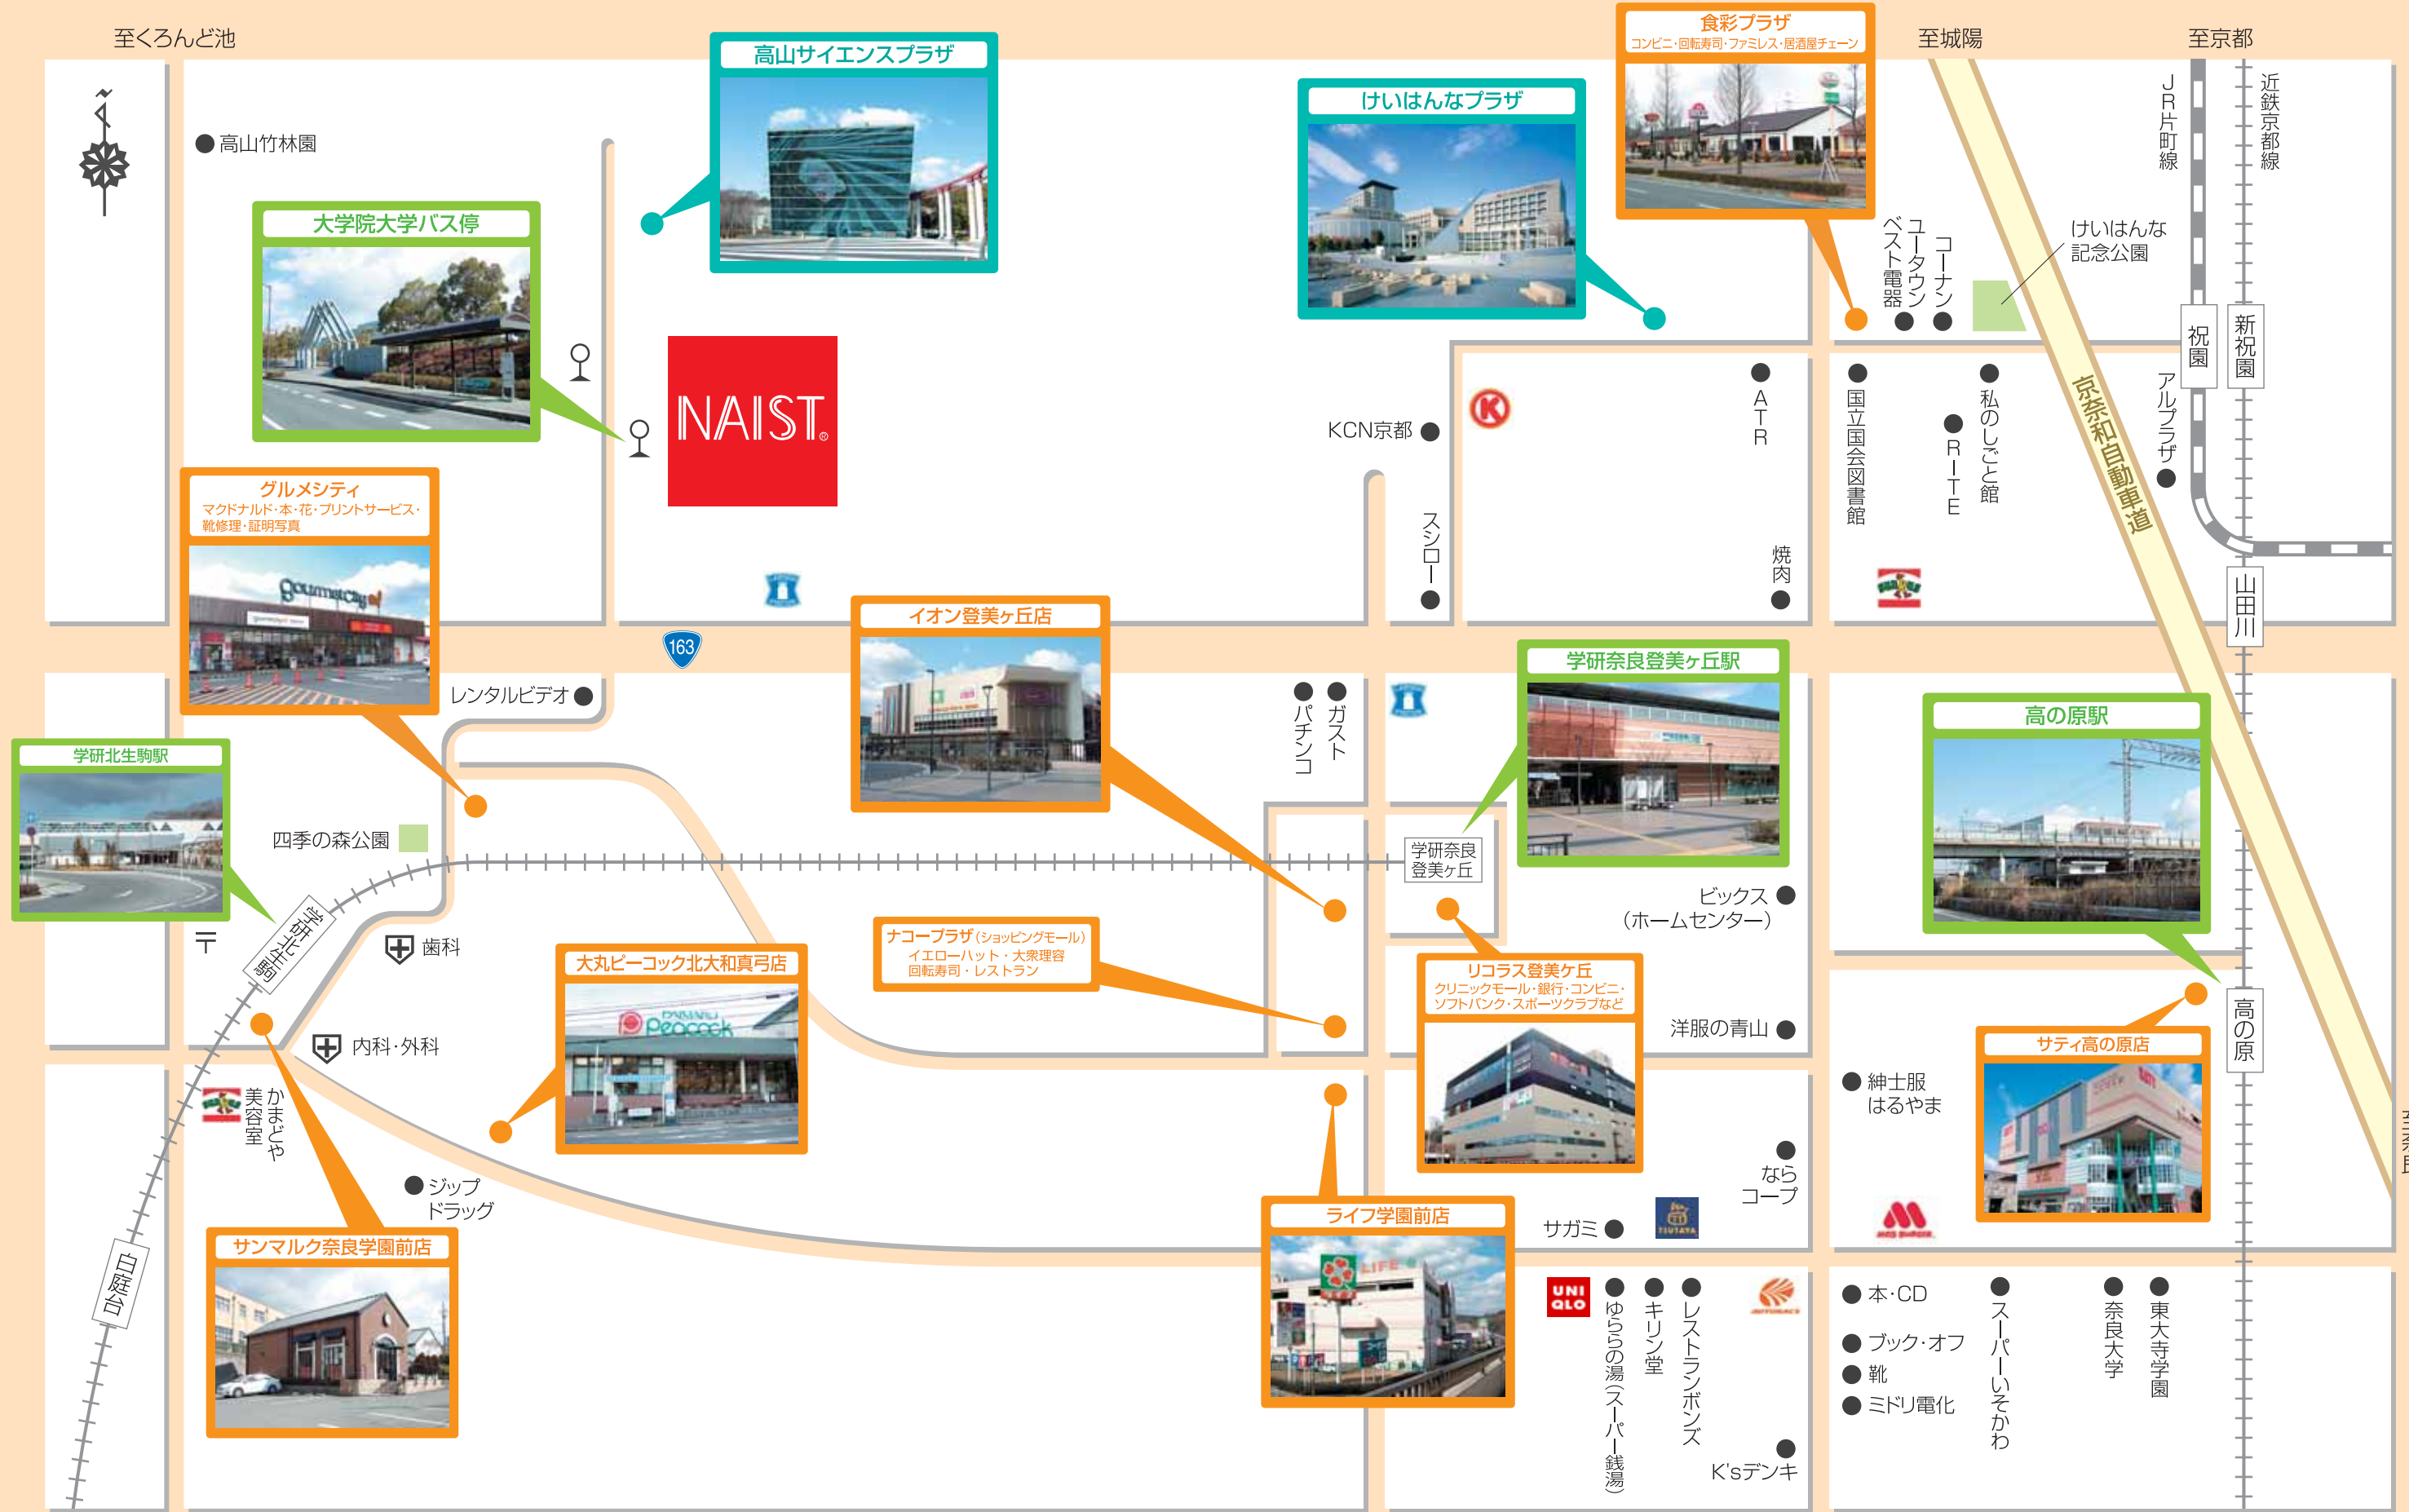 至くろんど池
至城陽
至京都
高山サイエンスプラザ
食彩プラザ
コンビニ・回転寿司・ファミレス・居酒屋チェーン
けいはんなプラザ
JR片町線
近鉄京都線
高山竹林園
大学院大学バス停
けいはんな
記念公園
ベスト電器
ユータウン
コーナン
祝園
新祝園
NAIST®
KCN京都
K
ATR
国立国会図書館
RITE
私のしごと館
京奈和自動車道
アルプラザ
グルメシティ
マクドナルド・本・花・プリントサービス・
靴修理・証明写真
gourmetcity
スシロー
焼肉
山田川
163
イオン登美ヶ丘店
学研奈良登美ヶ丘駅
レンタルビデオ
パチンコ
ガスト
高の原駅
学研北生駒駅
四季の森公園
学研奈良
登美ヶ丘
ビックス
(ホームセンター)
〒
学研北生駒
歯科
大丸ピーコック北大和真弓店
Peacock
ナコープラザ(ショッピングモール)
イエローハット・大衆理容
回転寿司・レストラン
リコラス登美ケ丘
クリニックモール・銀行・コンビニ・
ソフトバンク・スポーツクラブなど
洋服の青山
高の原
サティ高の原店
内科・外科
美容室
かまどや
紳士服
はるやま
なら
コープ
ジップ
ドラッグ
サガミ
TSUTAYA
MOS BURGER
サンマルク奈良学園前店
ライフ学園前店
LIFE
白庭台
UNI
QLO
ゆららの湯(スーパー銭湯)
キリン堂
レストランボンズ
AUTOBACS
K'sデンキ
本・CD
ブック・オフ
靴
ミドリ電化
スーパーいそかわ
奈良大学
東大寺学園